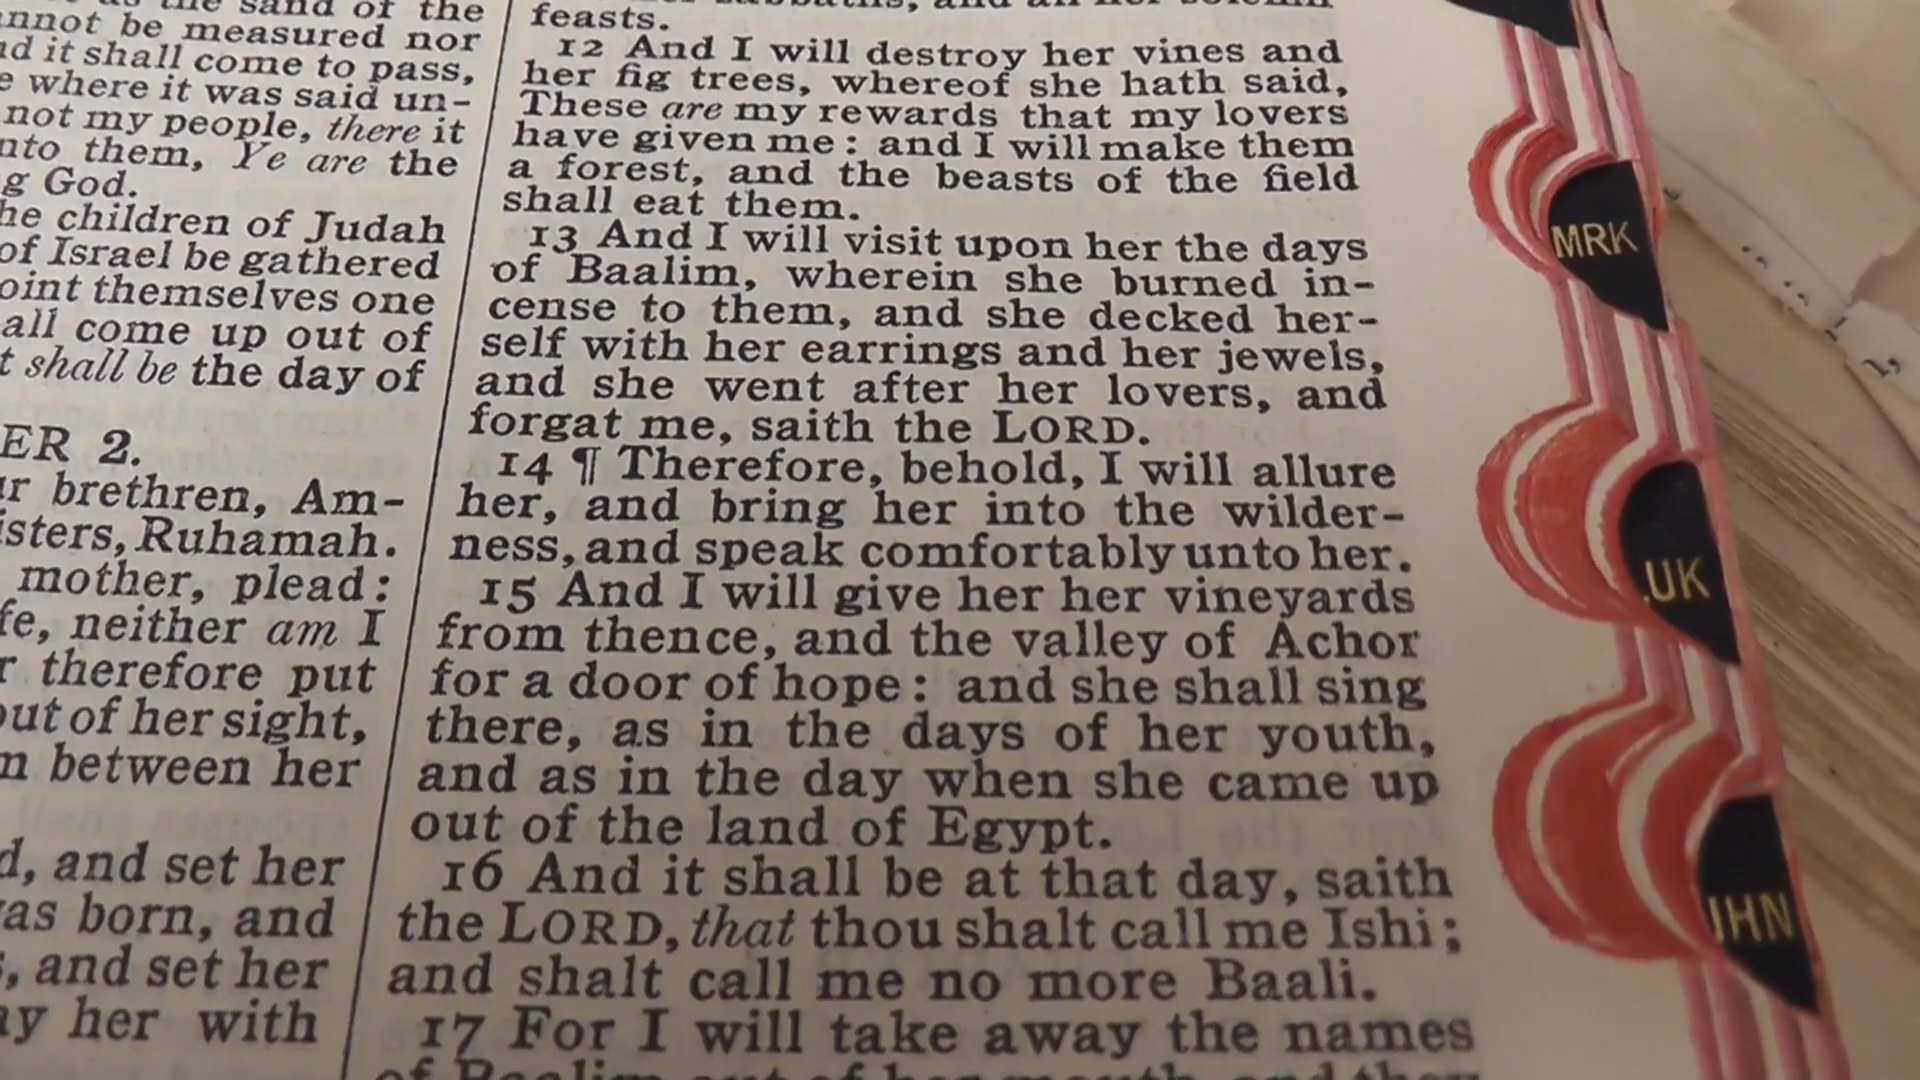 the sand of the
nnot be measured nor
d it shall come to pass,
e where it was said un-
not my people, there it
nto them, Ye are the
g God.
he children of Judah
of Israel be gathered
oint themselves one
all come up out of
t shall be the day of
ER 2.
r brethren, Am-
isters, Ruhamah.
mother, plead:
fe, neither am I
r therefore put
out of her sight,
m between her
d, and set her
as born, and
, and set her
ay her with
feasts.
12 And I will destroy her vines and
her fig trees, whereof she hath said,
These are my rewards that my lovers
have given me: and I will make them
a forest, and the beasts of the field
shall eat them.
13 And I will visit upon her the days
of Baalim, wherein she burned in-
cense to them, and she decked her-
self with her earrings and her jewels,
and she went after her lovers, and
forgat me, saith the LORD.
14 ¶ Therefore, behold, I will allure
her, and bring her into the wilder-
ness, and speak comfortably unto her.
15 And I will give her her vineyards
from thence, and the valley of Achor
for a door of hope: and she shall sing
there, as in the days of her youth,
and as in the day when she came up
out of the land of Egypt.
16 And it shall be at that day, saith
the LORD, that thou shalt call me Ishi;
and shalt call me no more Baali.
17 For I will take away the names
of Baalim out of her mouth, and they
MRK
UK
JHN